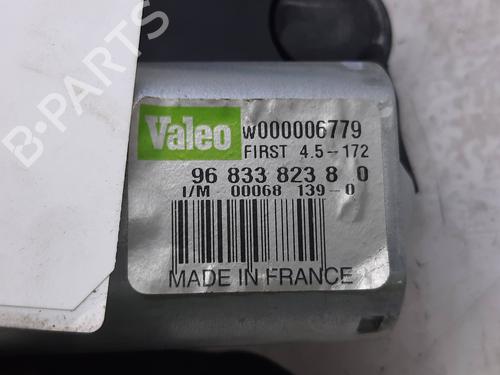 B-PARTS
Valeo
W000006779
FIRST 4.5-172
96 833 823 8 0
I/M 00068 139-0
MADE IN FRANCE